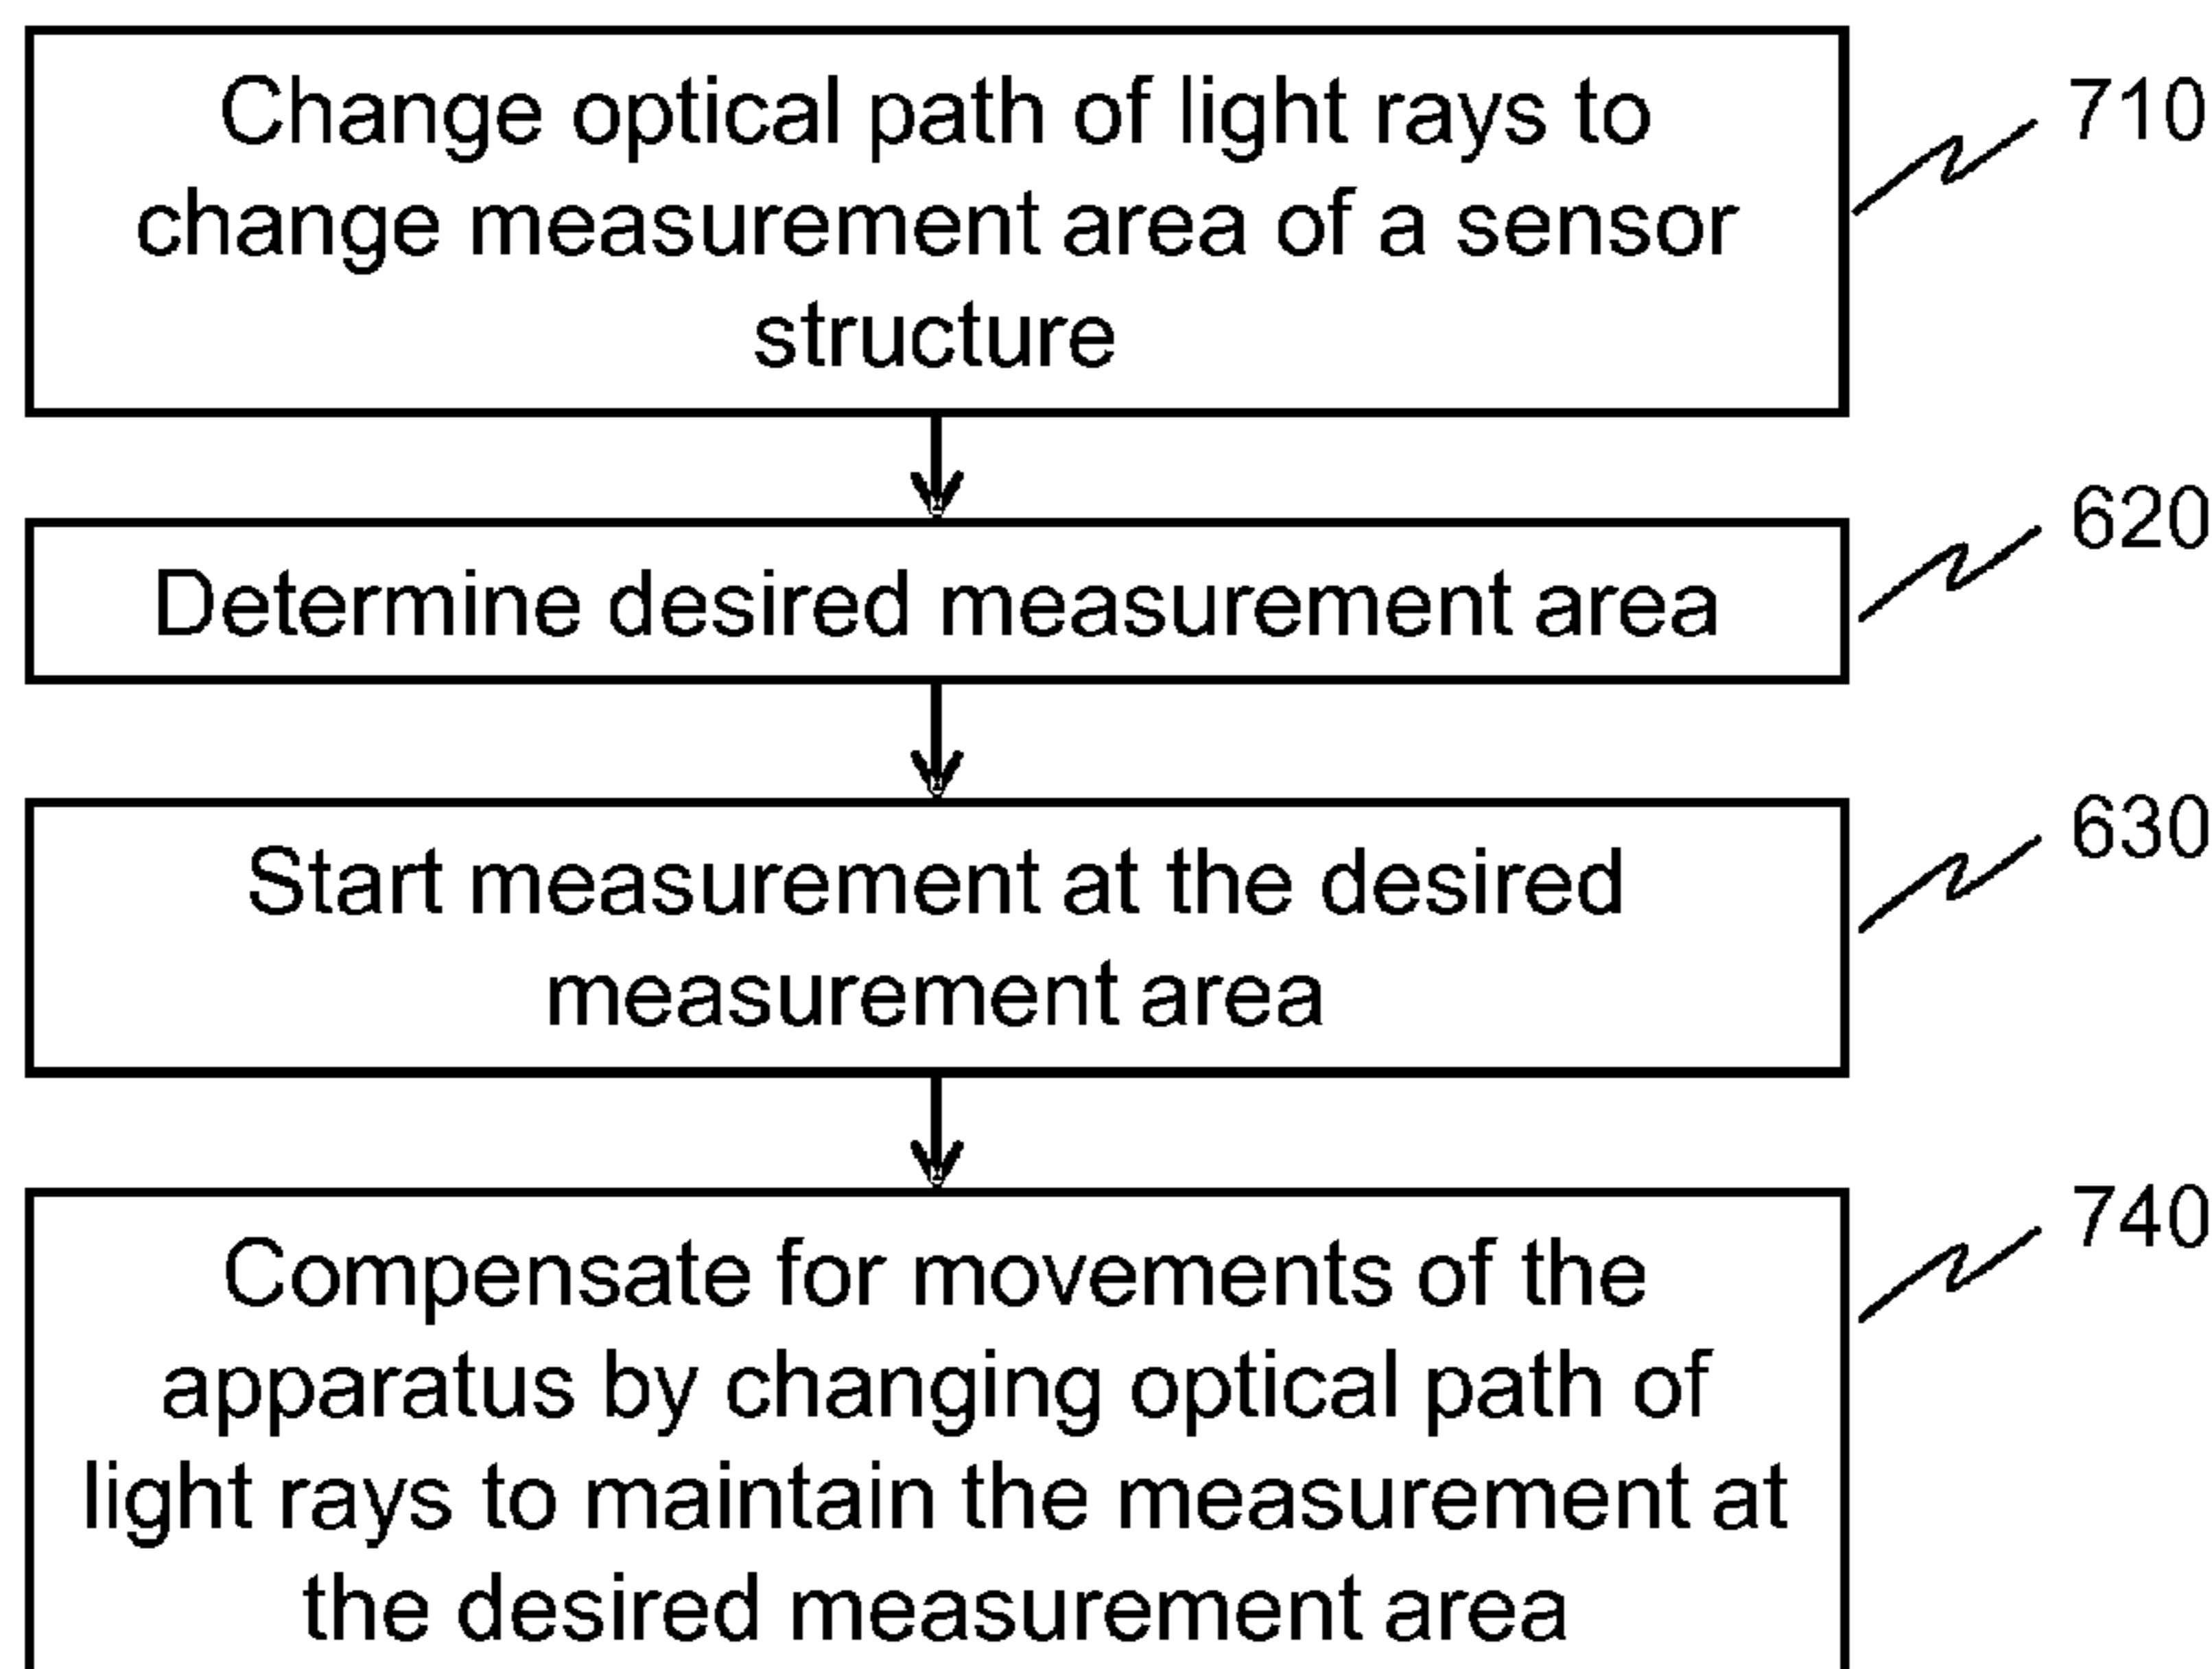 Change optical path of light rays to
change measurement area of a sensor
structure
710
Determine desired measurement area
620
Start measurement at the desired
measurement area
630
Compensate for movements of the
apparatus by changing optical path of
light rays to maintain the measurement at
the desired measurement area
740